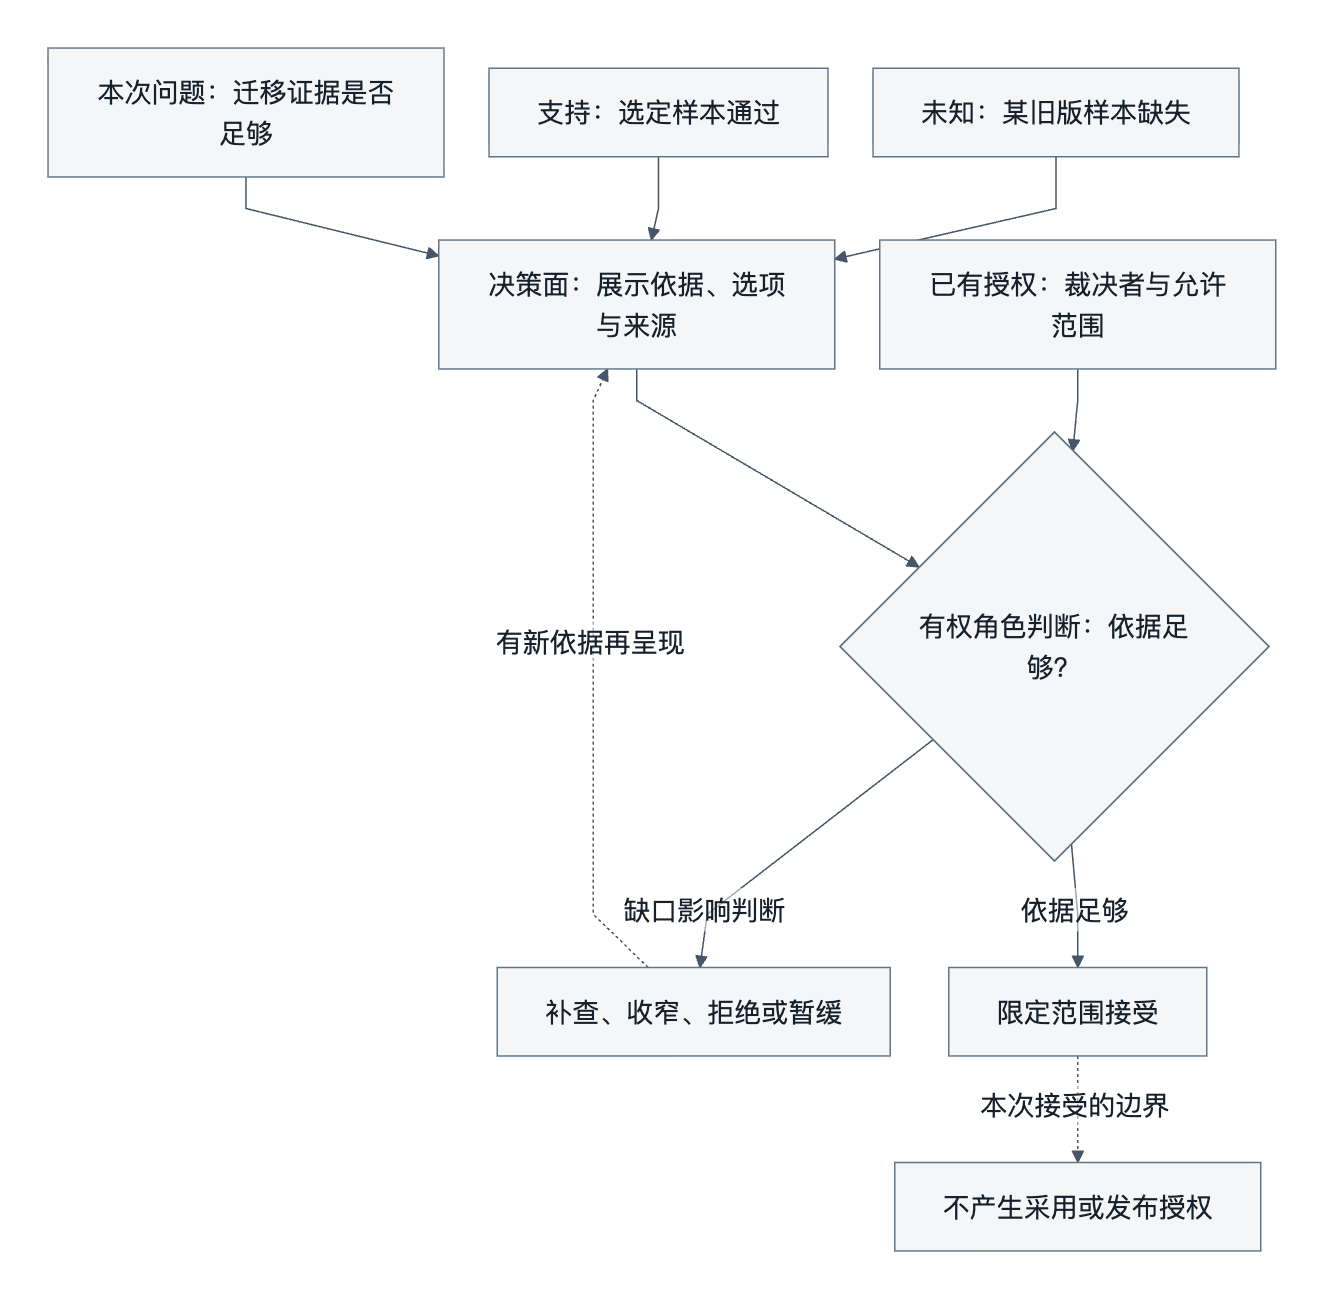 本次问题：迁移证据是否
足够
支持：选定样本通过
未知：某旧版样本缺失
决策面：展示依据、选项
与来源
已有授权：裁决者与允许
范围
有权角色判断：依据足
够？
有新依据再呈现
缺口影响判断
依据足够
补查、收窄、拒绝或暂缓
限定范围接受
本次接受的边界
不产生采用或发布授权